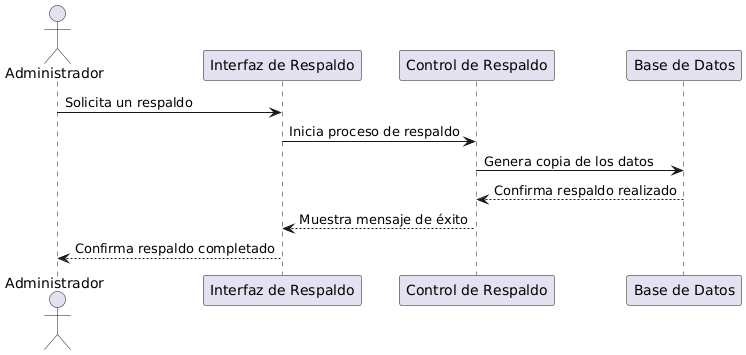 Administrador
Interfaz de Respaldo
Control de Respaldo
Base de Datos
Solicita un respaldo
Inicia proceso de respaldo
Genera copia de los datos
Confirma respaldo realizado
Muestra mensaje de éxito
Confirma respaldo completado
Administrador
Interfaz de Respaldo
Control de Respaldo
Base de Datos